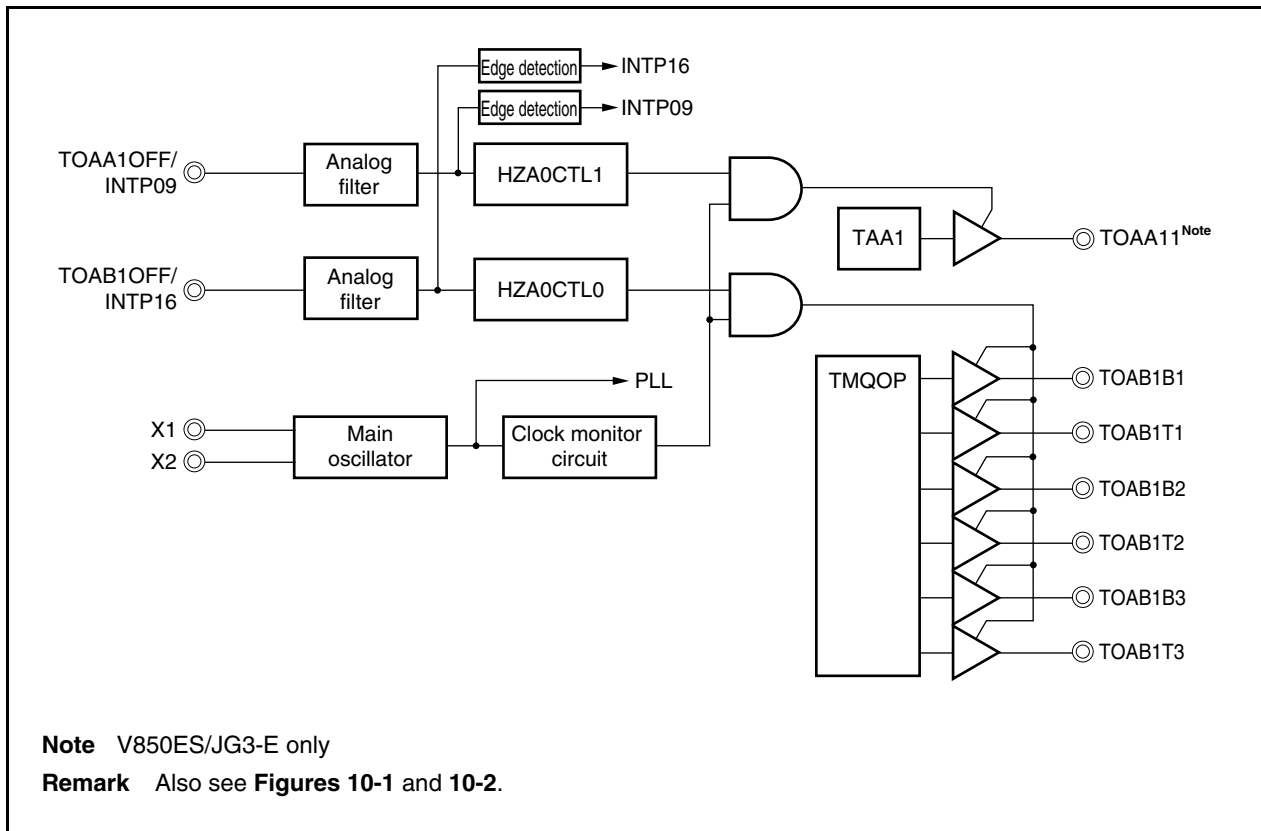 Edge detection
INTP16
Edge detection
INTP09
TOAA1OFF/
INTP09
Analog
filter
HZA0CTL1
TAA1
TOAA11Note
TOAB1OFF/
INTP16
Analog
filter
HZA0CTL0
PLL
X1
X2
Main
oscillator
Clock monitor
circuit
TMQOP
TOAB1B1
TOAB1T1
TOAB1B2
TOAB1T2
TOAB1B3
TOAB1T3
Note V850ES/JG3-E only
Remark Also see Figures 10-1 and 10-2.